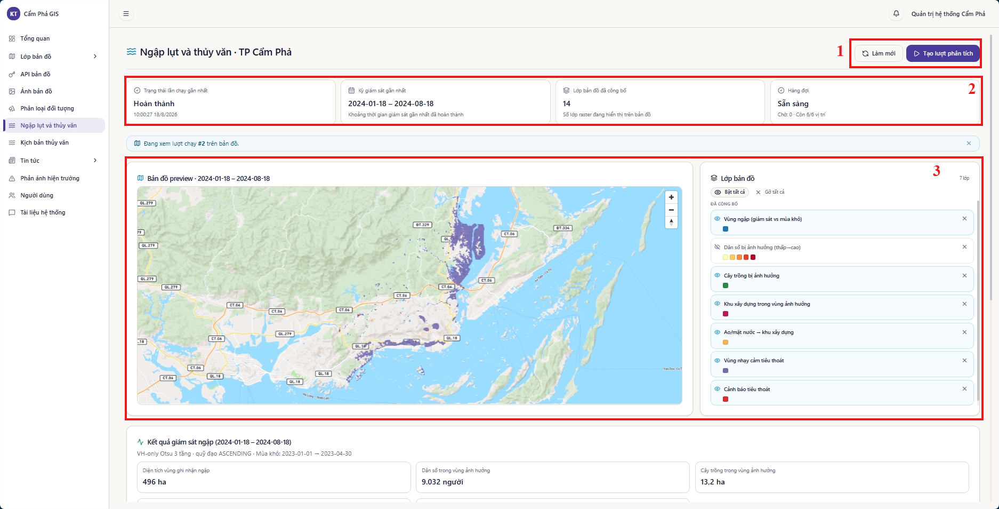 KT Cẩm Phả GIS
Quản trị hệ thống Cẩm Phả
Tổng quan
Lớp bản đồ
API bản đồ
Ảnh bản đồ
Phân loại đối tượng
Ngập lụt và thủy văn
Kịch bản thủy văn
Tin tức
Phản ánh hiện trường
Người dùng
Tài liệu hệ thống
Ngập lụt và thủy văn · TP Cẩm Phả
1
Làm mới
Tạo lượt phân tích
2
Trạng thái lần chạy gần nhất
Hoàn thành
10:00:27 18/8/2026
Kỳ giám sát gần nhất
2024-01-18 – 2024-08-18
Khoảng thời gian giám sát gần nhất đã hoàn thành
Lớp bản đồ đã công bố
14
Số lớp raster đang hiển thị trên bản đồ
Hàng đợi
Sẵn sàng
Chờ: 0 · Còn 6/6 vị trí
Đang xem lượt chạy #2 trên bản đồ.
Bản đồ preview · 2024-01-18 – 2024-08-18
QL.279
ĐT.329
ĐT.334
79
QL.
CT.06
QL.279
QL.279
CT.06
QL.279
CT.06
CT.06
CT.06
CT.06
CT.06
QL.279
CT.06
QL.18
.18
QL.18
CT.06
QL.18
QL.18
CT.06
QL.18
3
Lớp bản đồ
7 lớp
Bật tất cả
Gỡ tất cả
ĐÃ CÔNG BỐ
Vùng ngập (giám sát vs mùa khô)
Dân số bị ảnh hưởng (thấp→cao)
Cây trồng bị ảnh hưởng
Khu xây dựng trong vùng ảnh hưởng
Ao/mặt nước → khu xây dựng
Vùng nhạy cảm tiêu thoát
Cảnh báo tiêu thoát
Kết quả giám sát ngập (2024-01-18 – 2024-08-18)
VH-only Otsu 3 tầng · quỹ đạo ASCENDING · Mùa khô: 2023-01-01 → 2023-04-30
Diện tích vùng ghi nhận ngập
496 ha
Dân số trong vùng ảnh hưởng
9.032 người
Cây trồng trong vùng ảnh hưởng
13,2 ha